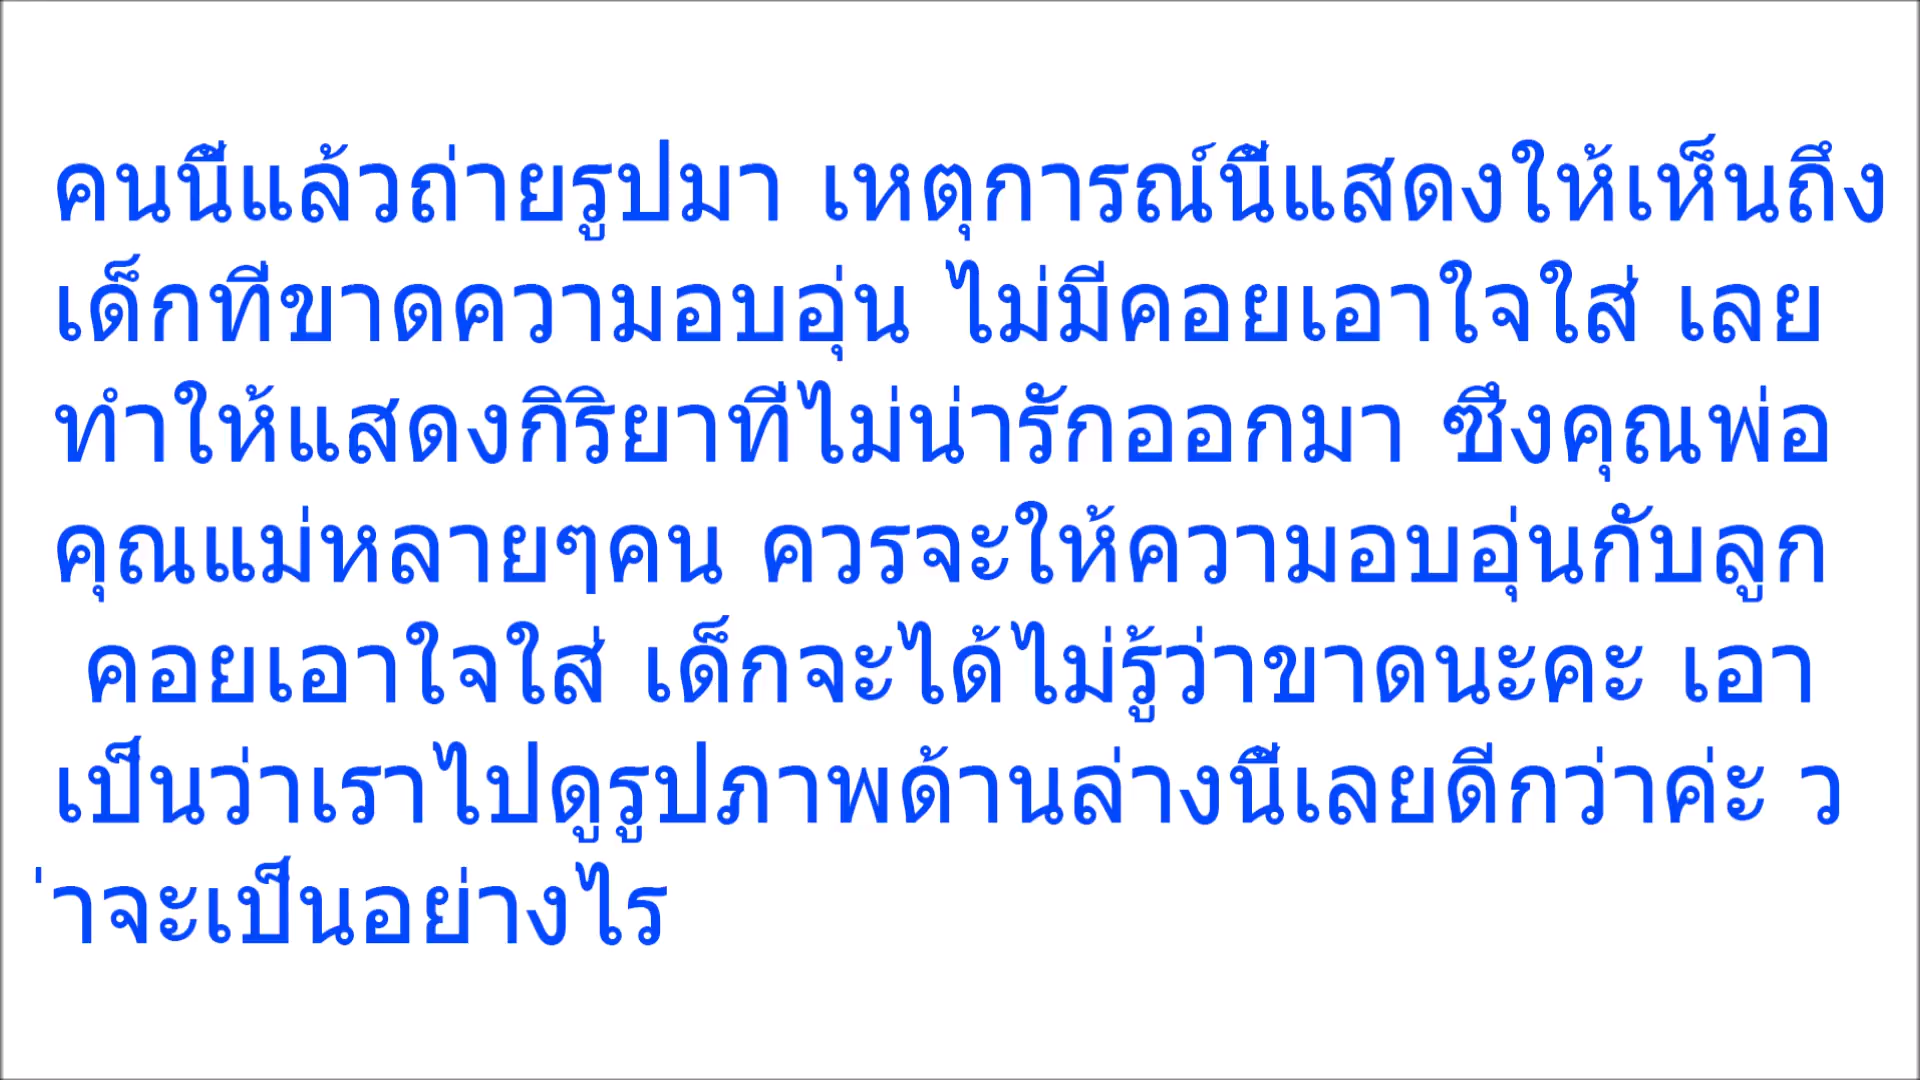 คนนี้แล้วถ่ายรูปมา เหตุการณ์นี้แสดงให้เห็นถึง
เด็กที่ขาดความอบอุ่น ไม่มีคอยเอาใจใส่ เลย
ทำให้แสดงกิริยาที่ไม่น่ารักออกมา ซึ่งคุณพ่อ
คุณแม่หลายๆคน ควรจะให้ความอบอุ่นกับลูก
คอยเอาใจใส่ เด็กจะได้ไม่รู้ว่าขาดนะคะ เอา
เป็นว่าเราไปดูรูปภาพด้านล่างนี้เลยดีกว่าค่ะ ว
่าจะเป็นอย่างไร